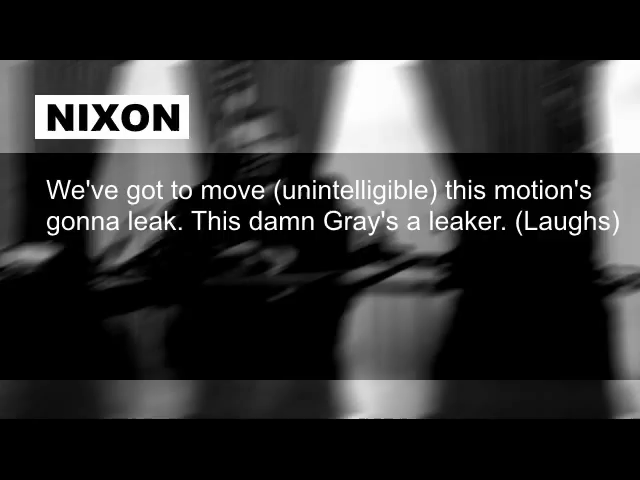 NIXON
We've got to move (unintelligible) this motion's
gonna leak. This damn Gray's a leaker. (Laughs)